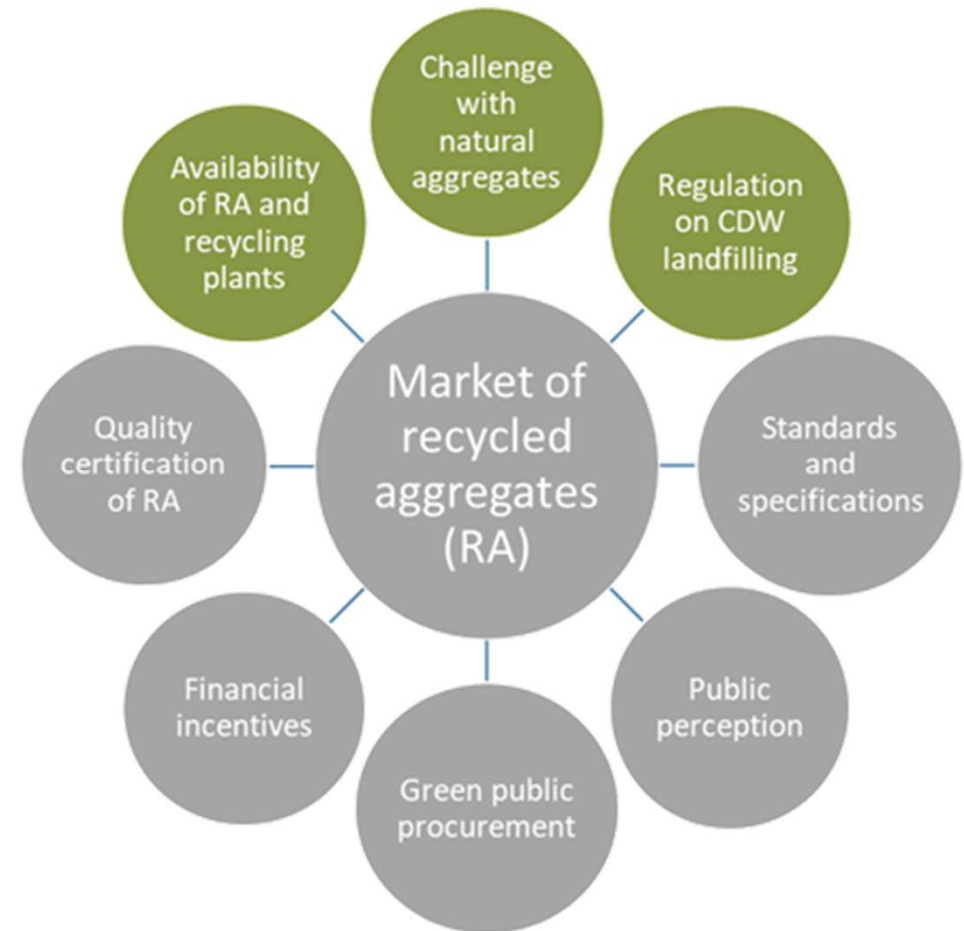 Challenge
with
natural
aggregates
Regulation
on CDW
landfilling
Standards
and
specifications
Public
perception
Green public
procurement
Financial
incentives
Quality
certification
of RA
Availability
of RA and
recycling
plants
Market of
recycled
aggregates
(RA)